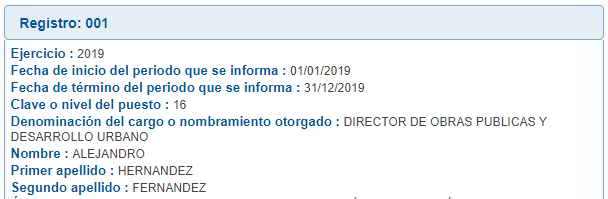 Registro: 001
Ejercicio : 2019
Fecha de inicio del periodo que se informa : 01/01/2019
Fecha de término del periodo que se informa : 31/12/2019
Clave o nivel del puesto : 16
Denominación del cargo o nombramiento otorgado : DIRECTOR DE OBRAS PUBLICAS Y
DESARROLLO URBANO
Nombre : ALEJANDRO
Primer apellido : HERNANDEZ
Segundo apellido : FERNANDEZ